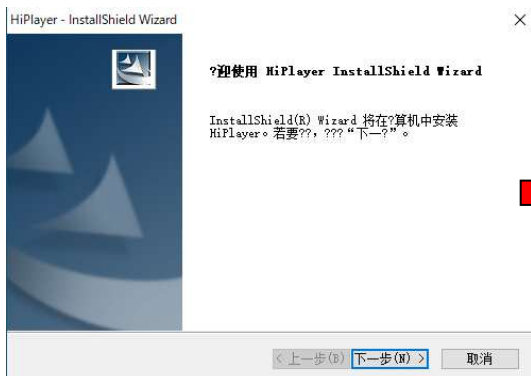 HiPlayer - InstallShield Wizard
?迎使用 HiPlayer InstallShield Wizard
InstallShield(R) Wizard 将在?算机中安装
HiPlayer。若要??，???“下一?”。
< 上一步(B) 下一步(N) > 取消